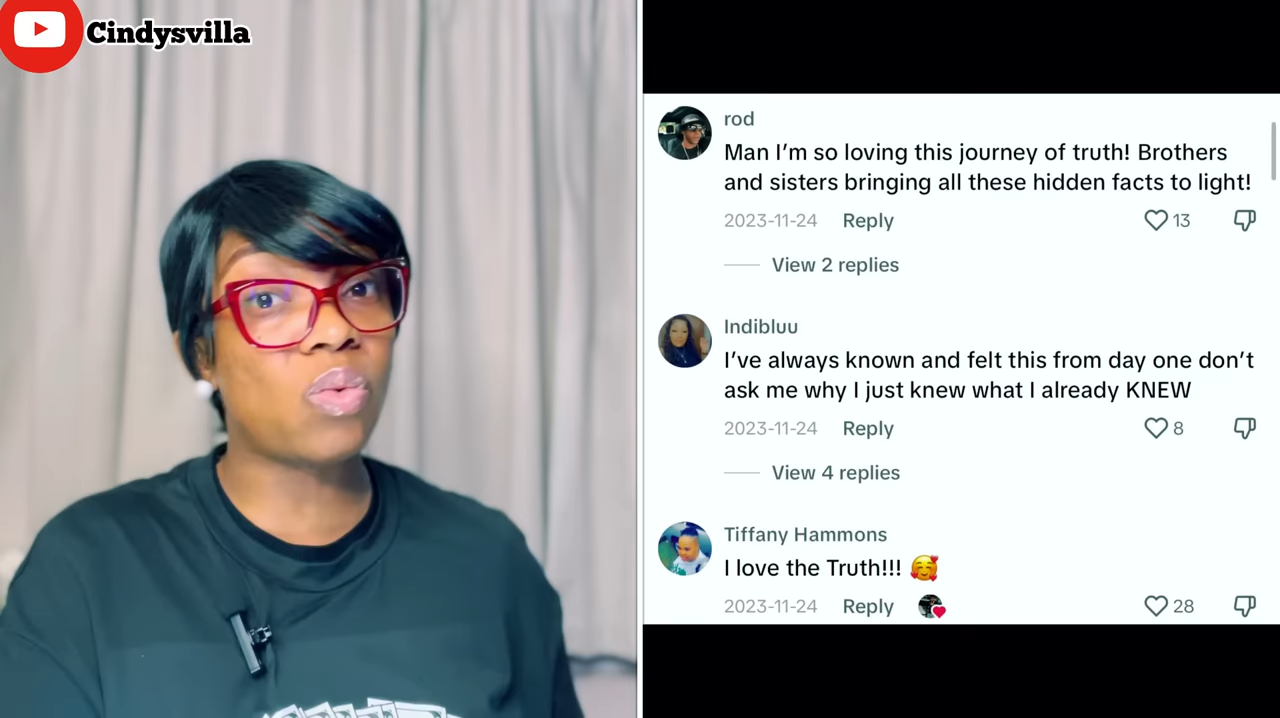 Cindysvilla
rod
Man I’m so loving this journey of truth! Brothers
and sisters bringing all these hidden facts to light!
2023-11-24 Reply 13
View 2 replies
Indibluu
I’ve always known and felt this from day one don’t
ask me why I just knew what I already KNEW
2023-11-24 Reply 8
View 4 replies
Tiffany Hammons
I love the Truth!!! 🥰
2023-11-24 Reply 28